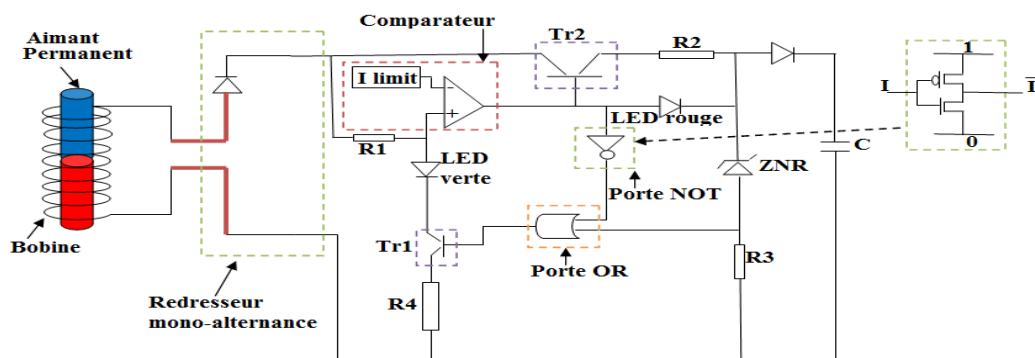 Aimant
Permanent
Bobine
Redresseur
mono-alternance
Comparateur
I limit
-
+
R1
LED
verte
Tr1
R4
Tr2
R2
LED rouge
Porte NOT
Porte OR
ZNR
R3
C
1
I
I̅
0